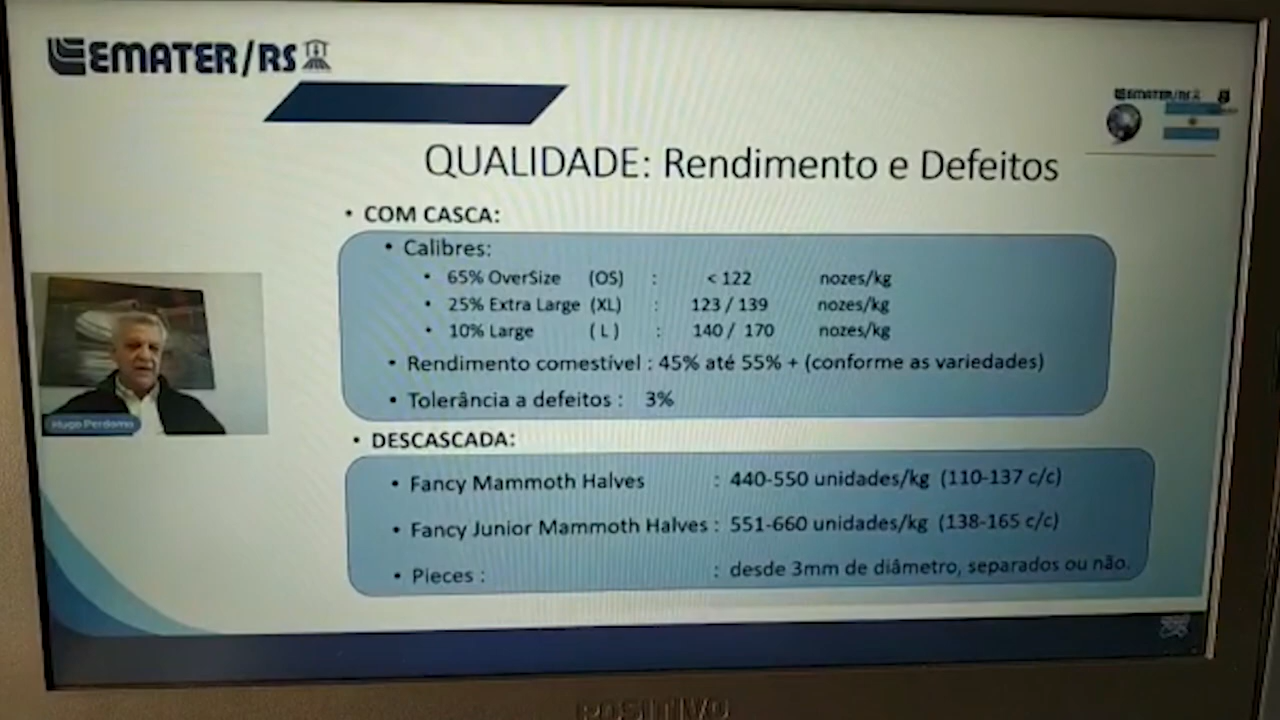 EMATER/RS
EMATER/RS
QUALIDADE: Rendimento e Defeitos
• COM CASCA:
• Calibres:
• 65% OverSize (OS) : < 122 nozes/kg
• 25% Extra Large (XL) : 123 / 139 nozes/kg
• 10% Large ( L ) : 140 / 170 nozes/kg
• Rendimento comestível : 45% até 55% + (conforme as variedades)
• Tolerância a defeitos : 3%
Hugo Perdomo
• DESCASCADA:
• Fancy Mammoth Halves : 440-550 unidades/kg (110-137 c/c)
• Fancy Junior Mammoth Halves : 551-660 unidades/kg (138-165 c/c)
• Pieces : : desde 3mm de diâmetro, separados ou não.
POSITIVO